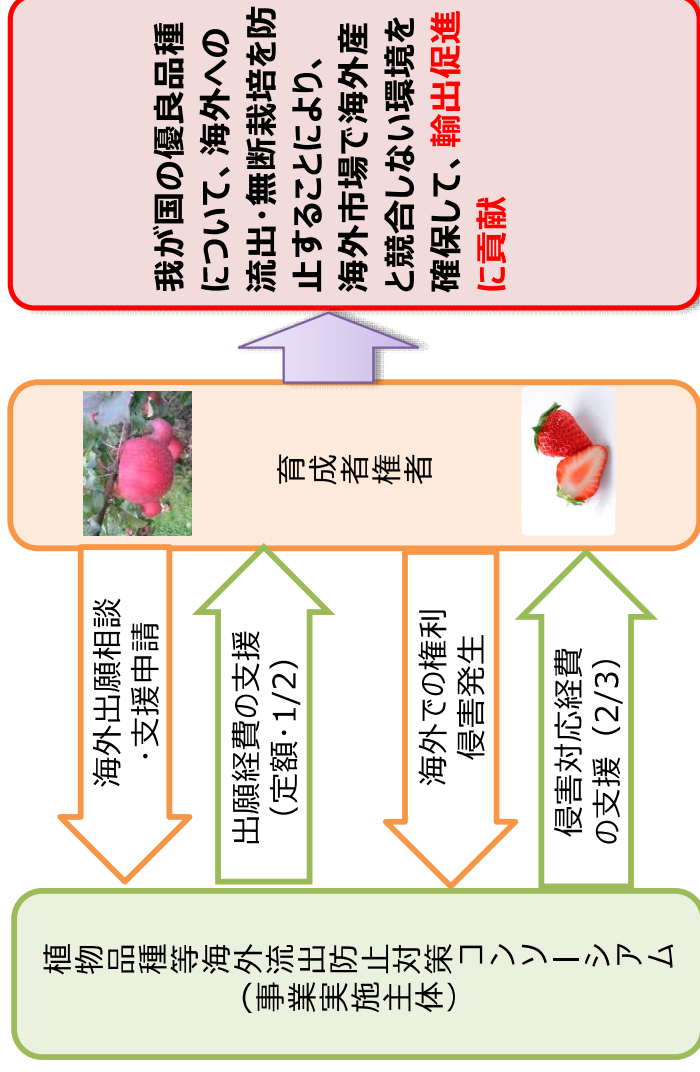 植物品種等海外流出防止対策コンソーシアム
（事業実施主体）
海外出願相談
・支援申請
出願経費の支援
（定額・1/2）
海外での権利
侵害発生
侵害対応経費
の支援（2/3）
育成者権者
我が国の優良品種
について、海外への
流出・無断栽培を防
止することにより、
海外市場で海外産
と競合しない環境を
確保して、輸出促進
に貢献